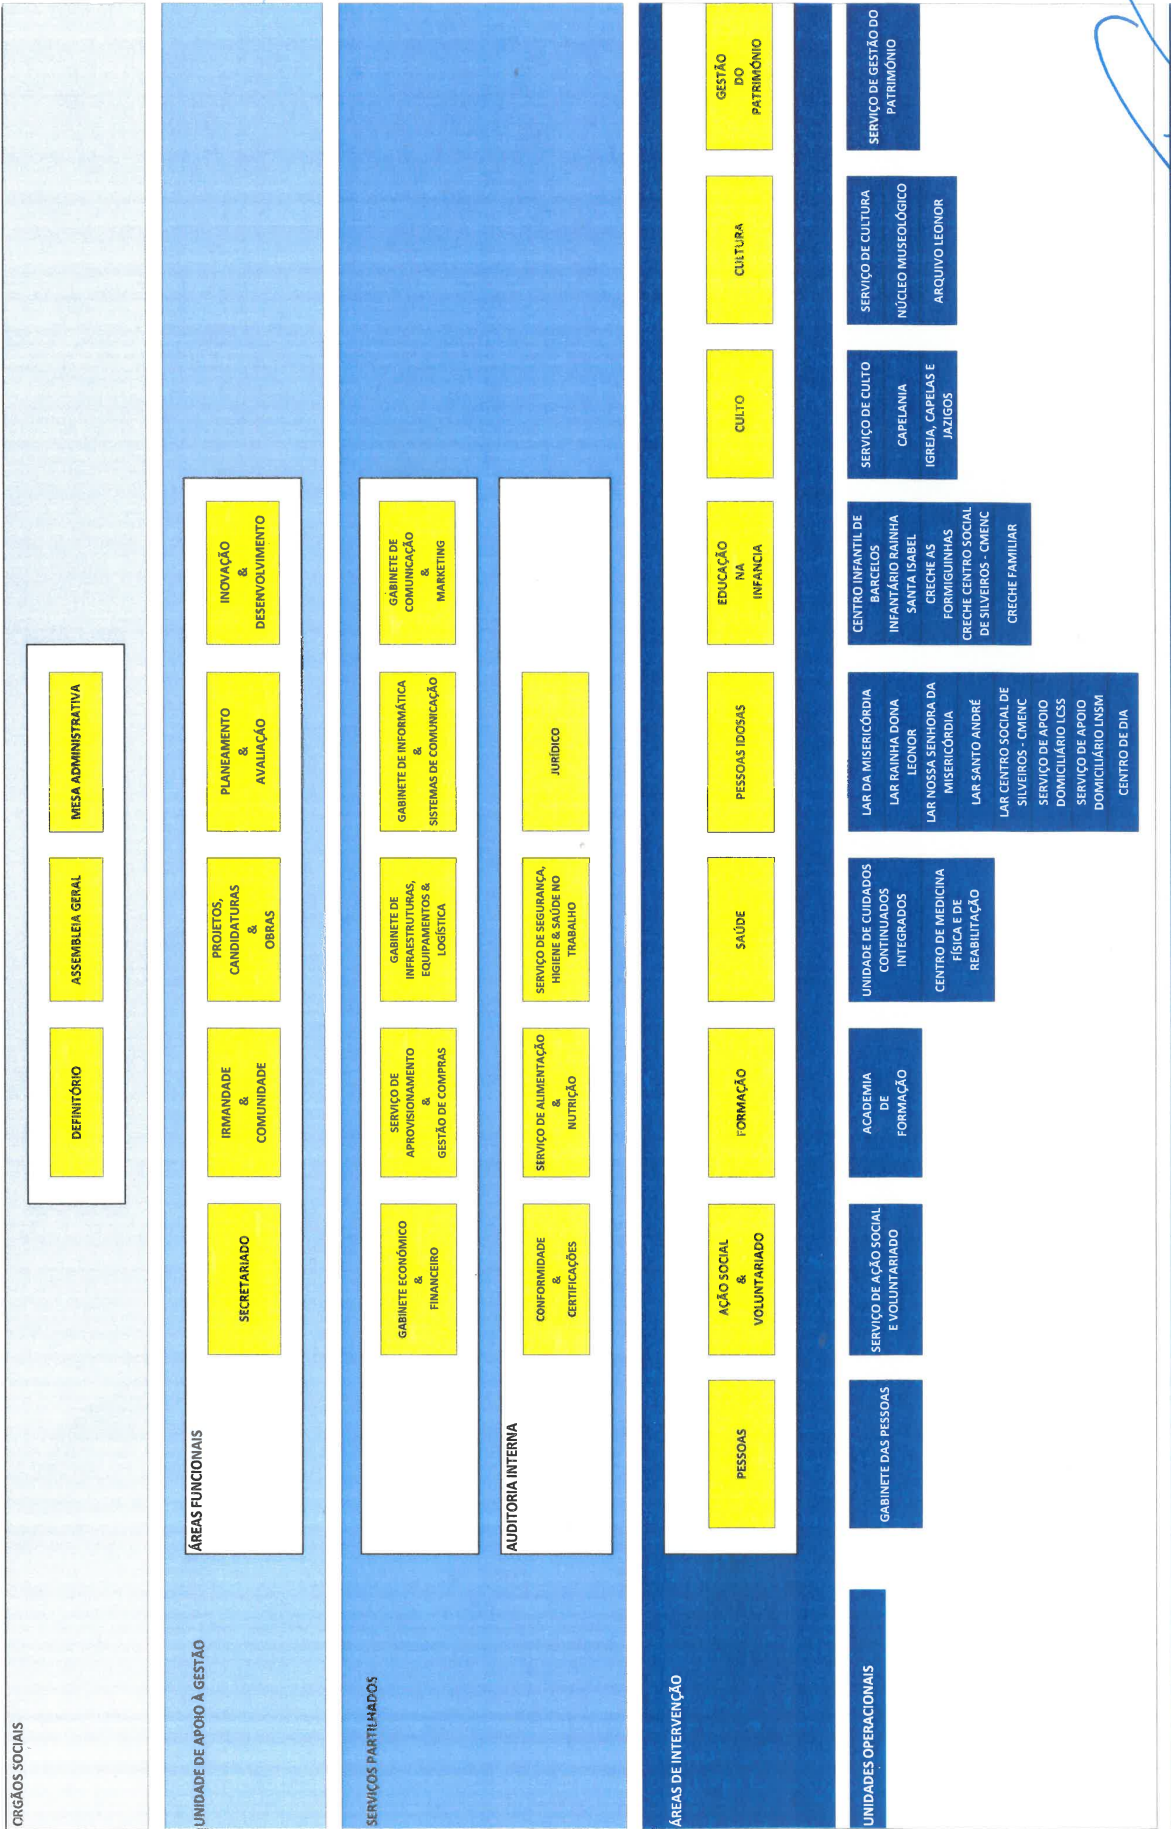 ORGÃOS SOCIAIS
DEFINITÓRIO
ASSEMBLEIA GERAL
MESA ADMINISTRATIVA
UNIDADE DE APOIO À GESTÃO
ÁREAS FUNCIONAIS
SECRETARIADO
IRMANDADE
&
COMUNIDADE
PROJETOS,
CANDIDATURAS
&
OBRAS
PLANEAMENTO
&
AVALIAÇÃO
INOVAÇÃO
&
DESENVOLVIMENTO
SERVIÇOS PARTILHADOS
GABINETE ECONÓMICO
&
FINANCEIRO
SERVIÇO DE
APROVISIONAMENTO
&
GESTÃO DE COMPRAS
GABINETE DE
INFRAESTRUTURAS,
EQUIPAMENTOS &
LOGÍSTICA
GABINETE DE INFORMÁTICA
&
SISTEMAS DE COMUNICAÇÃO
GABINETE DE
COMUNICAÇÃO
&
MARKETING
AUDITORIA INTERNA
CONFORMIDADE
&
CERTIFICAÇÕES
SERVIÇO DE ALIMENTAÇÃO
&
NUTRIÇÃO
SERVIÇO DE SEGURANÇA,
HIGIENE & SAÚDE NO
TRABALHO
JURÍDICO
ÁREAS DE INTERVENÇÃO
PESSOAS
AÇÃO SOCIAL
&
VOLUNTARIADO
FORMAÇÃO
SAÚDE
PESSOAS IDOSAS
EDUCAÇÃO
NA
INFANCIA
CULTO
CULTURA
GESTÃO
DO
PATRIMÓNIO
UNIDADES OPERACIONAIS
GABINETE DAS PESSOAS
SERVIÇO DE AÇÃO SOCIAL
E VOLUNTARIADO
ACADEMIA
DE
FORMAÇÃO
UNIDADE DE CUIDADOS
CONTINUADOS
INTEGRADOS
CENTRO DE MEDICINA
FÍSICA E DE
REABILITAÇÃO
LAR DA MISERICÓRDIA
LAR RAINHA DONA
LEONOR
LAR NOSSA SENHORA DA
MISERICÓRDIA
LAR SANTO ANDRÉ
LAR CENTRO SOCIAL DE
SILVEIROS - CMENC
SERVIÇO DE APOIO
DOMICILIÁRIO LCSS
SERVIÇO DE APOIO
DOMICILIÁRIO LNSM
CENTRO DE DIA
CENTRO INFANTIL DE
BARCELOS
INFANTÁRIO RAINHA
SANTA ISABEL
CRECHE AS
FORMIGUINHAS
CRECHE CENTRO SOCIAL
DE SILVEIROS - CMENC
CRECHE FAMILIAR
SERVIÇO DE CULTO
CAPELANIA
IGREJA, CAPELAS E
JAZIGOS
SERVIÇO DE CULTURA
NÚCLEO MUSEOLÓGICO
ARQUIVO LEONOR
SERVIÇO DE GESTÃO DO
PATRIMÓNIO